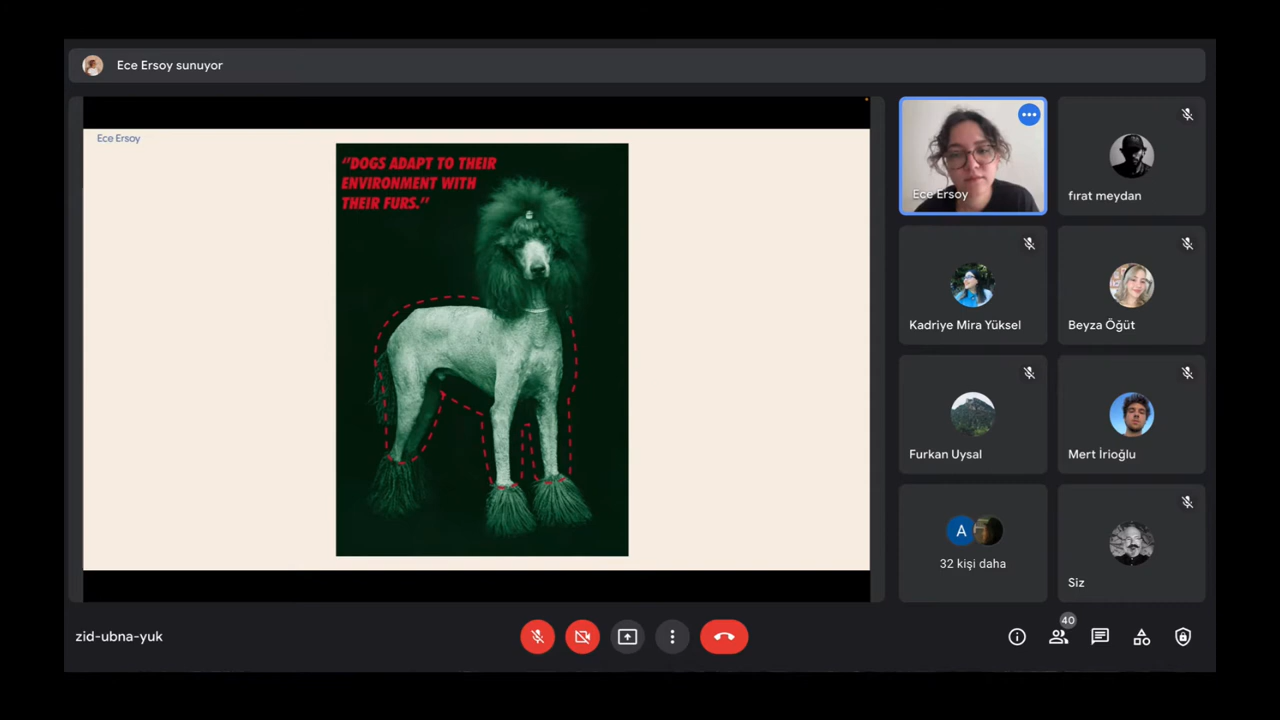 Ece Ersoy sunuyor
Ece Ersoy
“DOGS ADAPT TO THEIR
ENVIRONMENT WITH
THEIR FURS.”
Ece Ersoy
fırat meydan
Kadriye Mira Yüksel
Beyza Öğüt
Furkan Uysal
Mert İrioğlu
A
32 kişi daha
Siz
zid-ubna-yuk
40